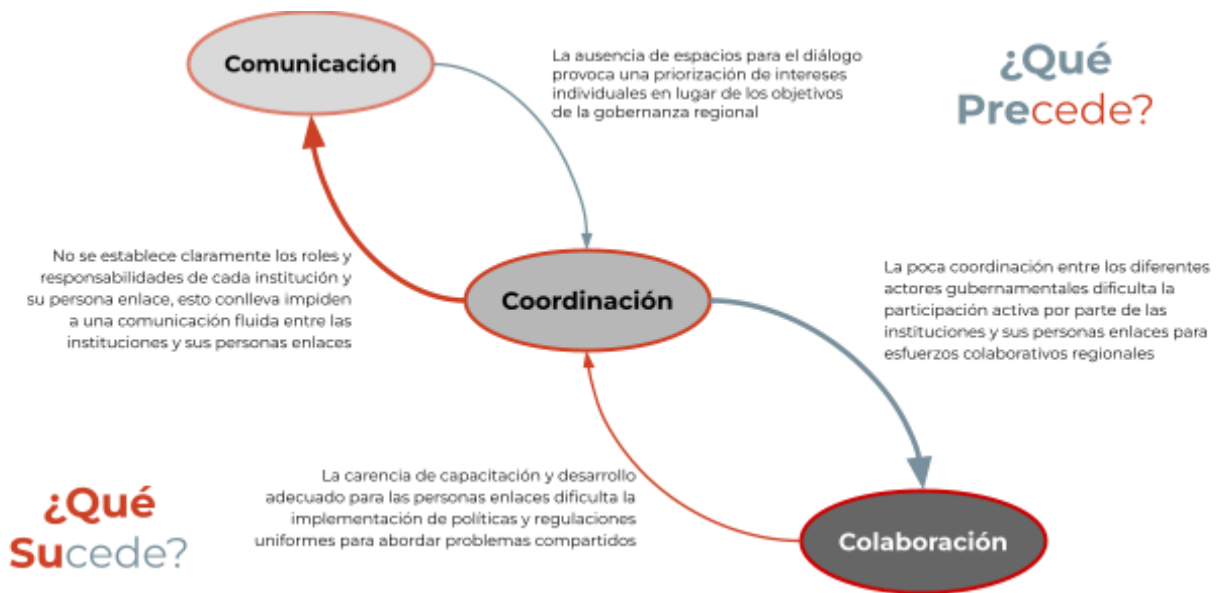 Comunicación
La ausencia de espacios para el diálogo
provoca una priorización de intereses
individuales en lugar de los objetivos
de la gobernanza regional
¿Qué
Precede?
No se establece claramente los roles y
responsabilidades de cada institución y
su persona enlace, esto conlleva impiden
a una comunicación fluida entre las
instituciones y sus personas enlaces
Coordinación
La poca coordinación entre los diferentes
actores gubernamentales dificulta la
participación activa por parte de las
instituciones y sus personas enlaces para
esfuerzos colaborativos regionales
¿Qué
Sucede?
La carencia de capacitación y desarrollo
adecuado para las personas enlaces dificulta la
implementación de políticas y regulaciones
uniformes para abordar problemas compartidos
Colaboración